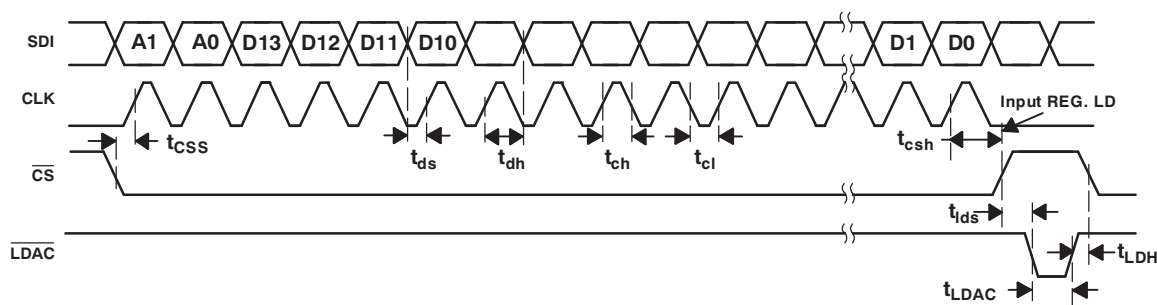 SDI A1 A0 D13 D12 D11 D10 D1 D0
CLK
Input REG. LD
tCSS tds tdh tch tcl tcsh
CS
tlds
LDAC
tLDH
tLDAC